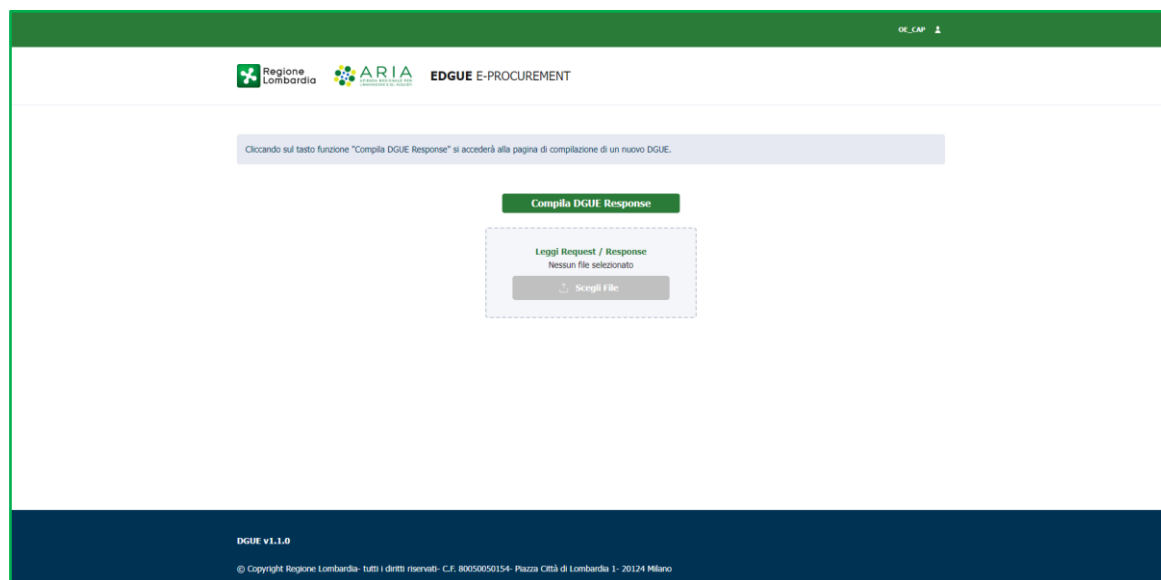 OE_CAP
Regione
Lombardia
ARIA
EDGUE E-PROCUREMENT
Cliccando sul tasto funzione "Compila DGUE Response" si accederà alla pagina di compilazione di un nuovo DGUE.
Compila DGUE Response
Leggi Request / Response
Nessun file selezionato
Scegli File
DGUE v1.1.0
© Copyright Regione Lombardia- tutti i diritti riservati- C.F. 80050050154- Piazza Città di Lombardia 1- 20124 Milano